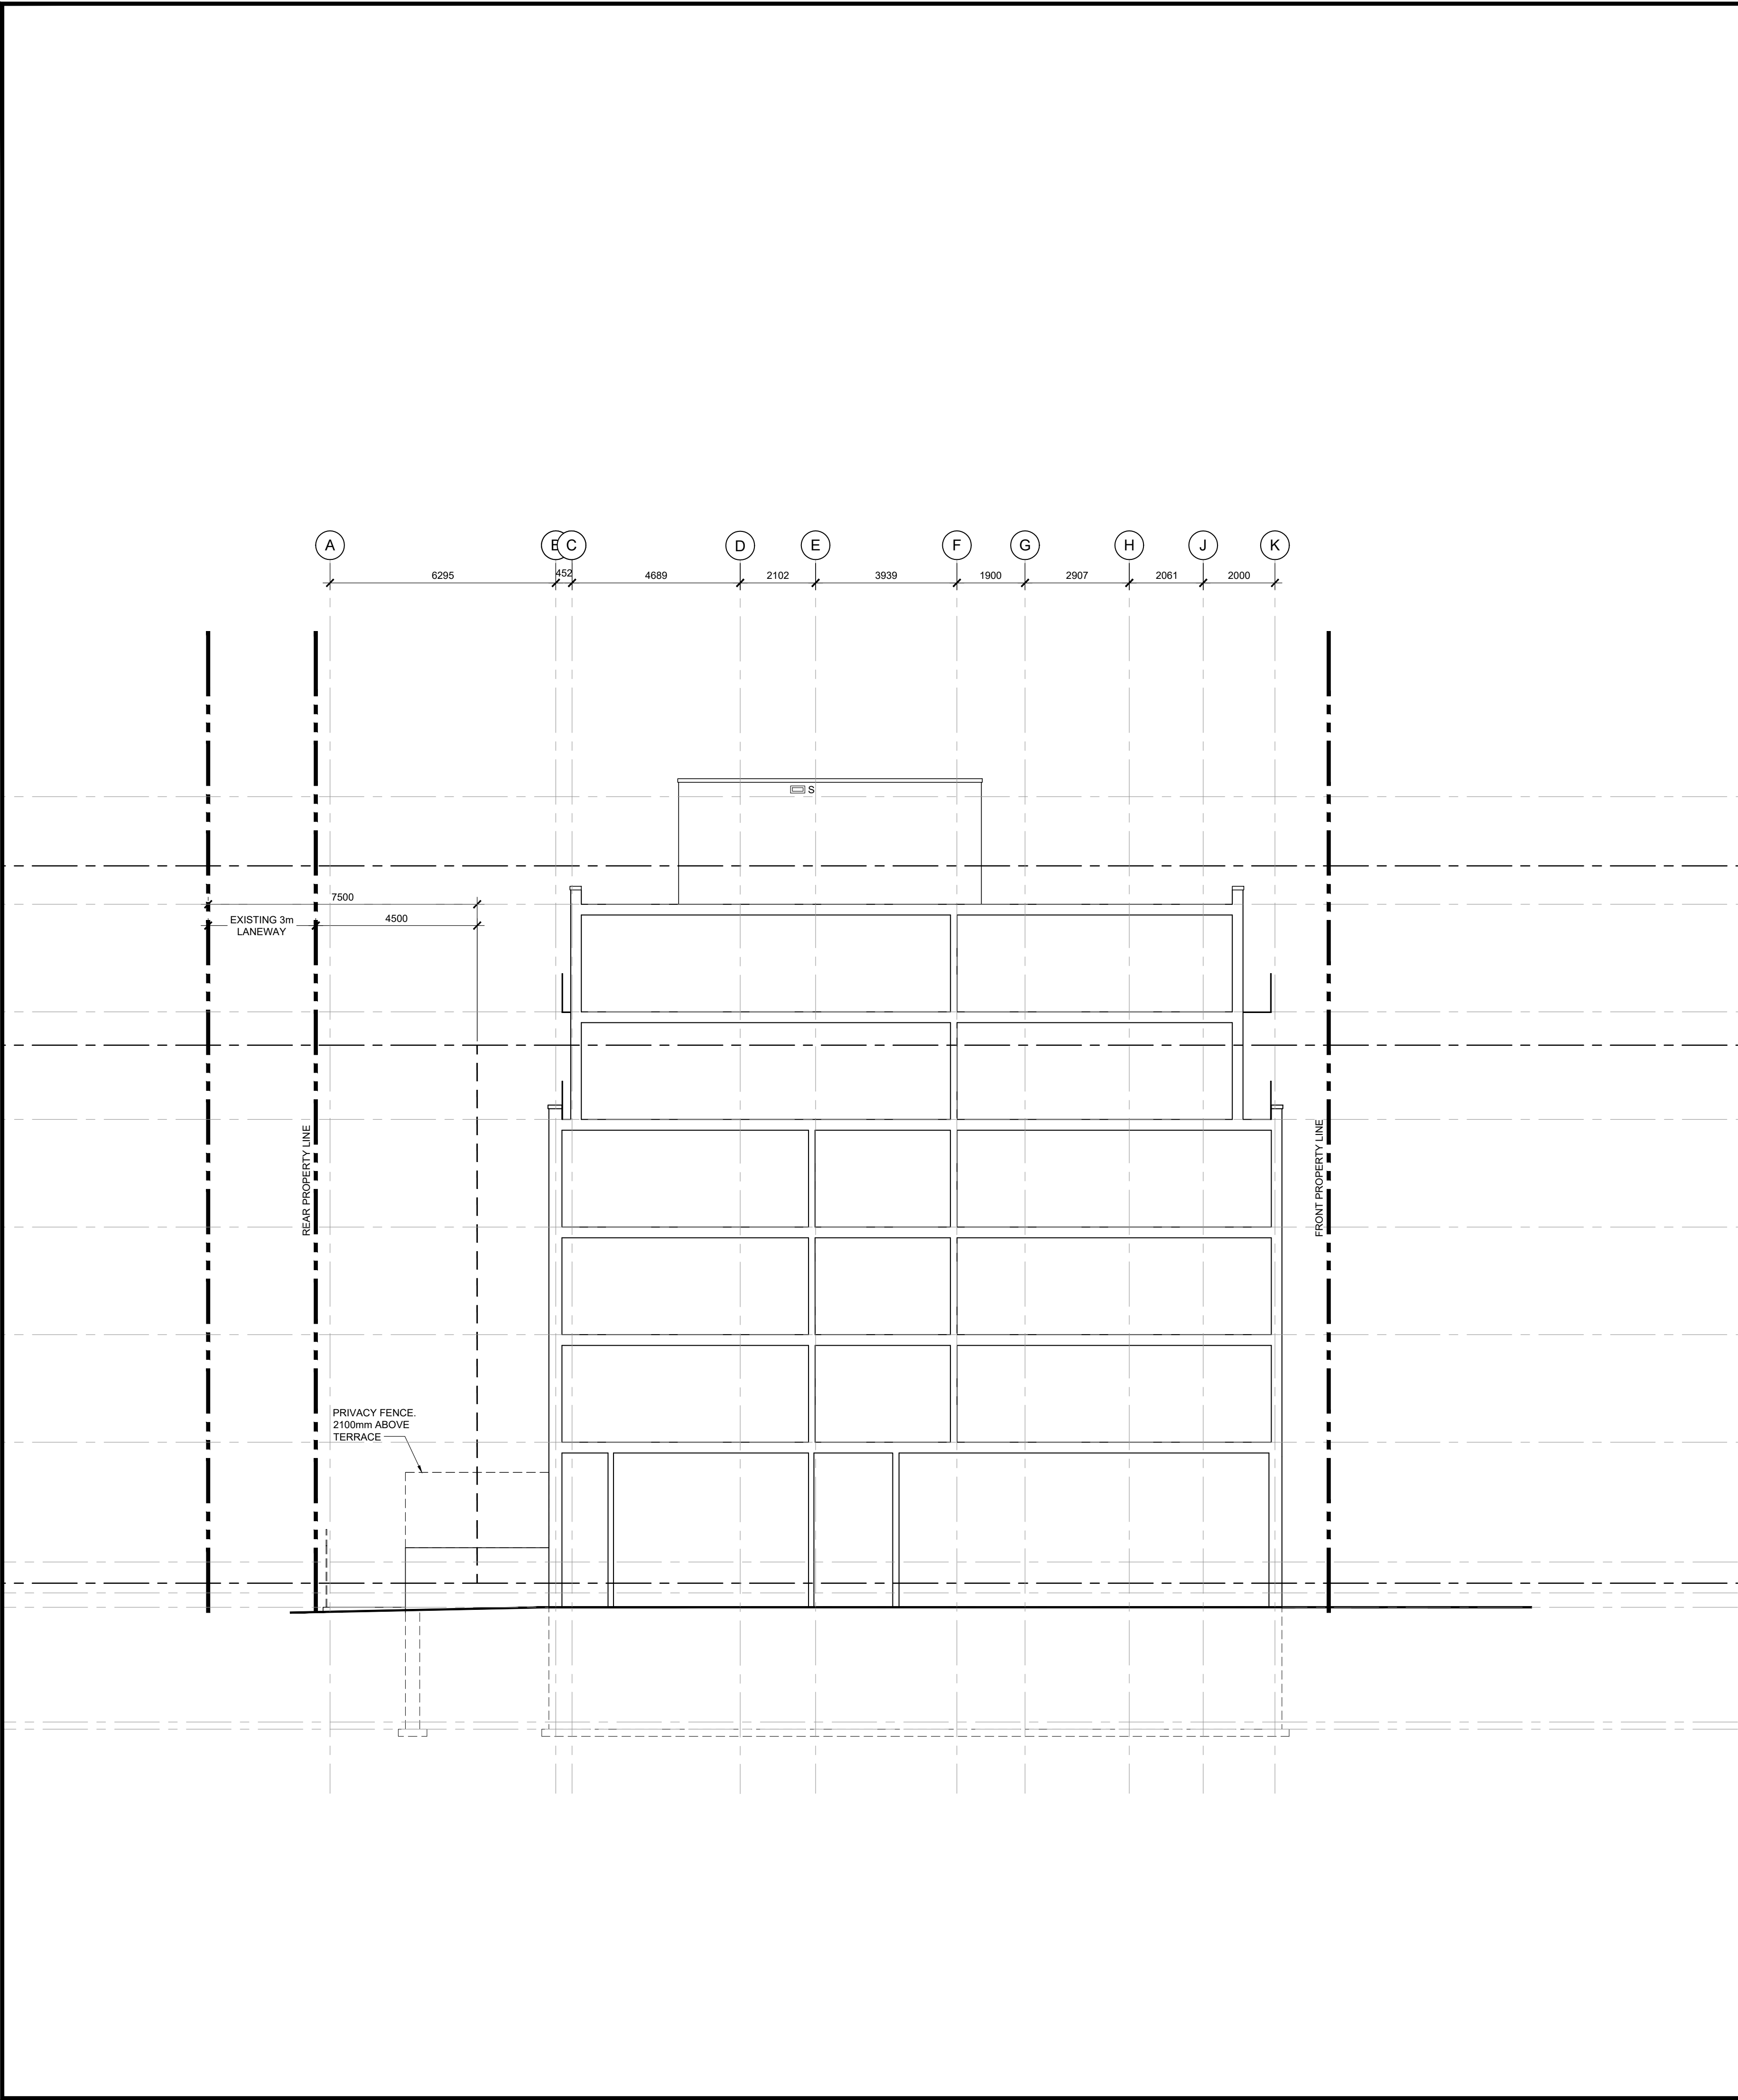 A B C D E F G H J K
6295 452 4689 2102 3939 1900 2907 2061 2000
S
7500
EXISTING 3m
LANEWAY
4500
REAR PROPERTY LINE
FRONT PROPERTY LINE
PRIVACY FENCE.
2100mm ABOVE
TERRACE